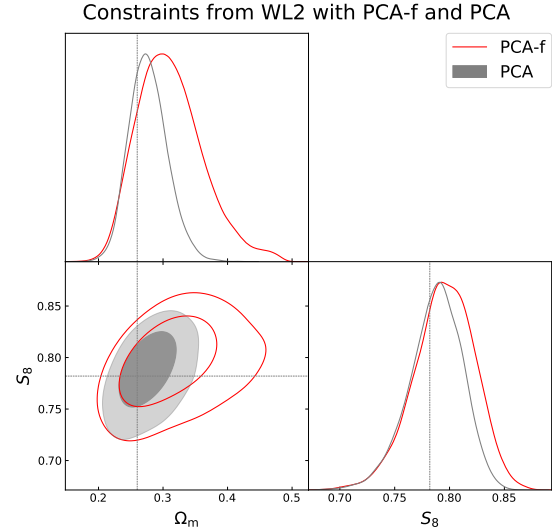 Constraints from WL2 with PCA-f and PCA
PCA-f
PCA
0.85
0.80
0.75
0.70
S₈
0.2 0.3 0.4 0.5
Ωₘ
0.70 0.75 0.80 0.85
S₈